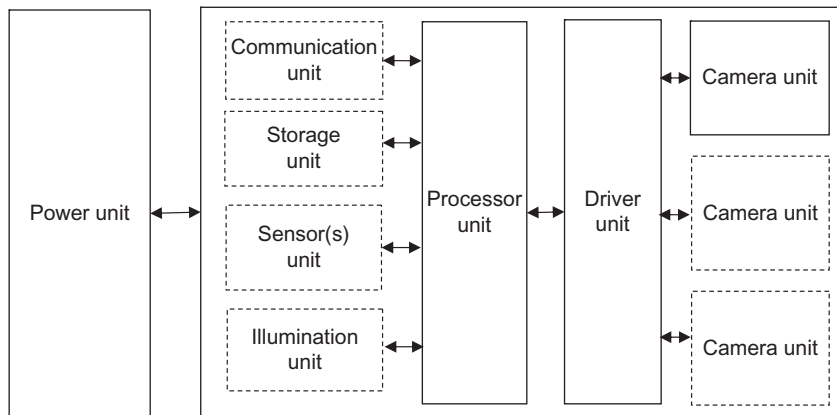 Power unit
Communication
unit
Storage
unit
Sensor(s)
unit
Illumination
unit
Processor
unit
Driver
unit
Camera unit
Camera unit
Camera unit